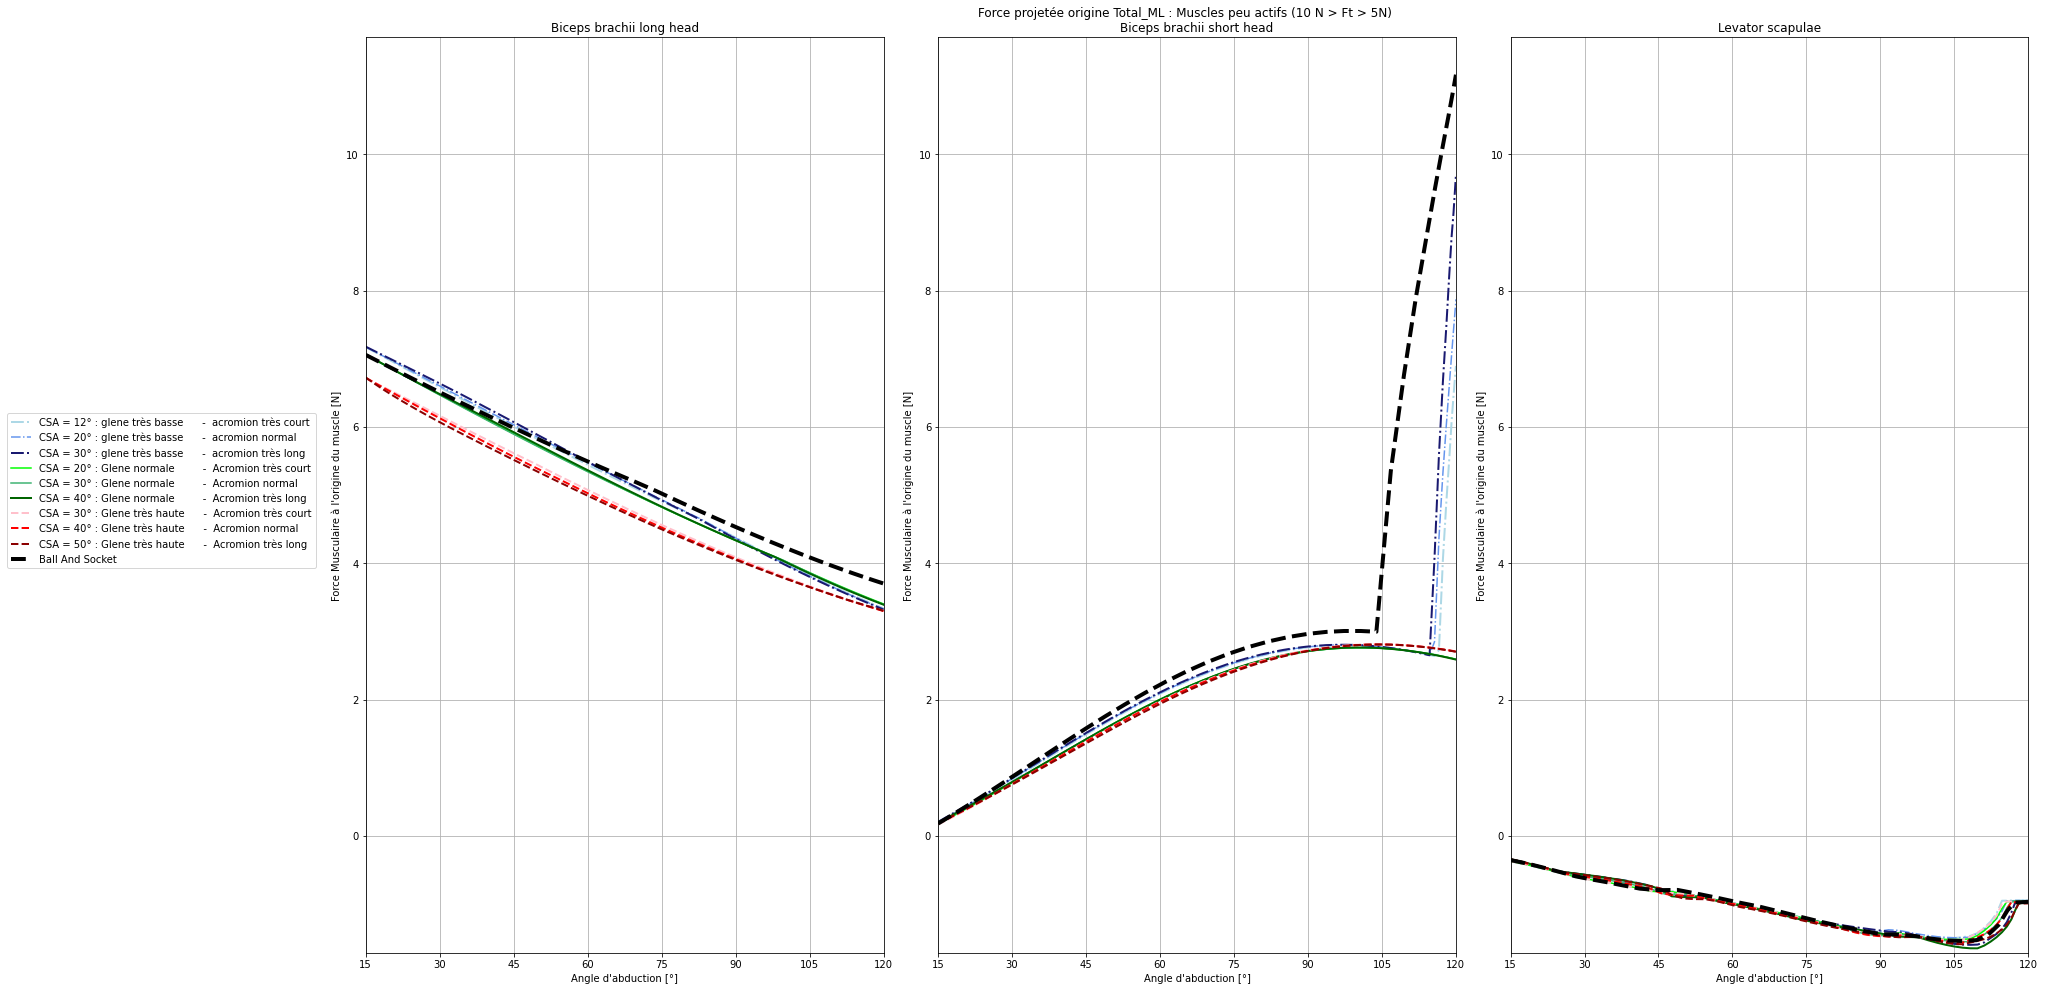 Force projetée origine Total_ML : Muscles peu actifs (10 N > Ft > 5N)
Biceps brachii long head
Biceps brachii short head
Levator scapulae
CSA = 12° : glene très basse - acromion très court
CSA = 20° : glene très basse - acromion normal
CSA = 30° : glene très basse - acromion très long
CSA = 20° : Glene normale - Acromion très court
CSA = 30° : Glene normale - Acromion normal
CSA = 40° : Glene normale - Acromion très long
CSA = 30° : Glene très haute - Acromion très court
CSA = 40° : Glene très haute - Acromion normal
CSA = 50° : Glene très haute - Acromion très long
Ball And Socket
Force Musculaire à l'origine du muscle [N]
10
8
6
4
2
0
15 30 45 60 75 90 105 120
Angle d'abduction [°]
Force Musculaire à l'origine du muscle [N]
10
8
6
4
2
0
15 30 45 60 75 90 105 120
Angle d'abduction [°]
Force Musculaire à l'origine du muscle [N]
10
8
6
4
2
0
15 30 45 60 75 90 105 120
Angle d'abduction [°]